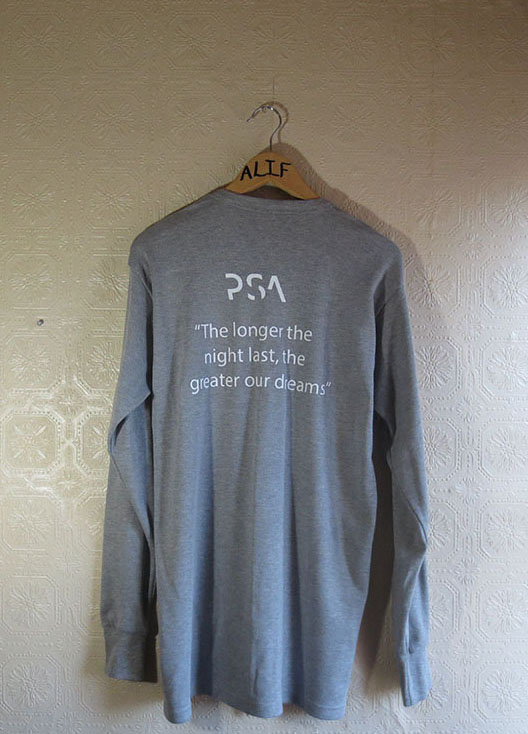 ALIF
PSA
“The longer the
night last, the
greater our dreams”